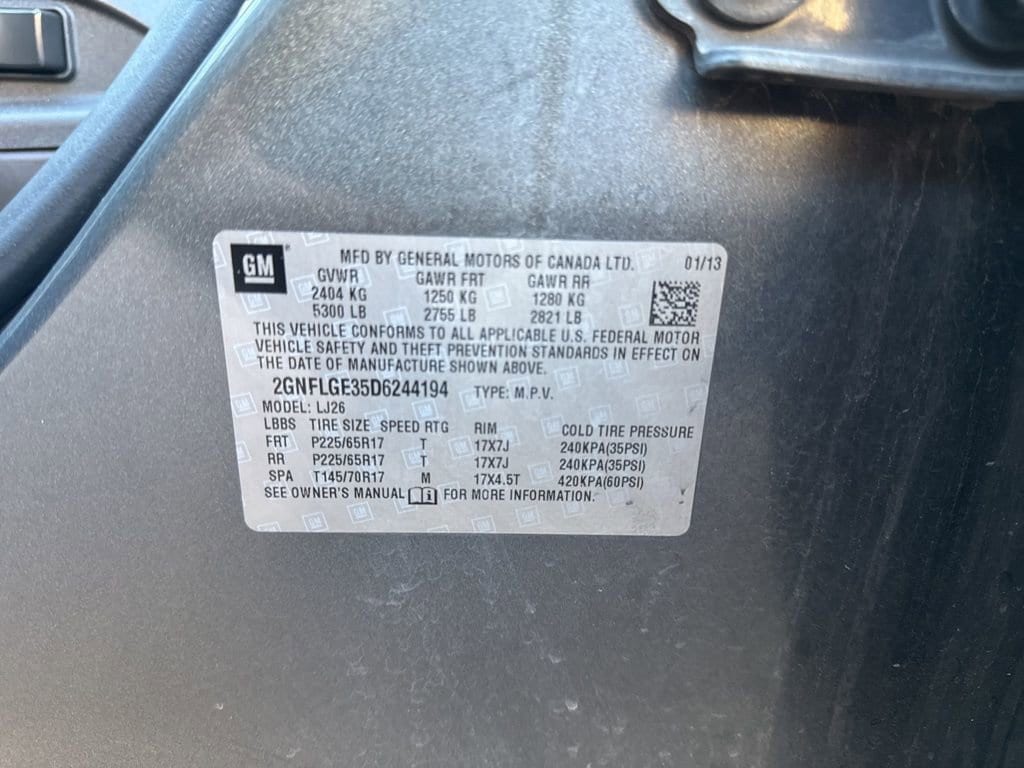 GM
MFD BY GENERAL MOTORS OF CANADA LTD. 01/13
GVWR GAWR FRT GAWR RR
2404 KG 1250 KG 1280 KG
5300 LB 2755 LB 2821 LB
THIS VEHICLE CONFORMS TO ALL APPLICABLE U.S. FEDERAL MOTOR
VEHICLE SAFETY AND THEFT PREVENTION STANDARDS IN EFFECT ON
THE DATE OF MANUFACTURE SHOWN ABOVE.
2GNFLGE35D6244194 TYPE: M.P.V.
MODEL: LJ26
LBBS TIRE SIZE SPEED RTG RIM COLD TIRE PRESSURE
FRT P225/65R17 T 17X7J 240KPA(35PSI)
RR P225/65R17 T 17X7J 240KPA(35PSI)
SPA T145/70R17 M 17X4.5T 420KPA(60PSI)
SEE OWNER'S MANUAL FOR MORE INFORMATION.